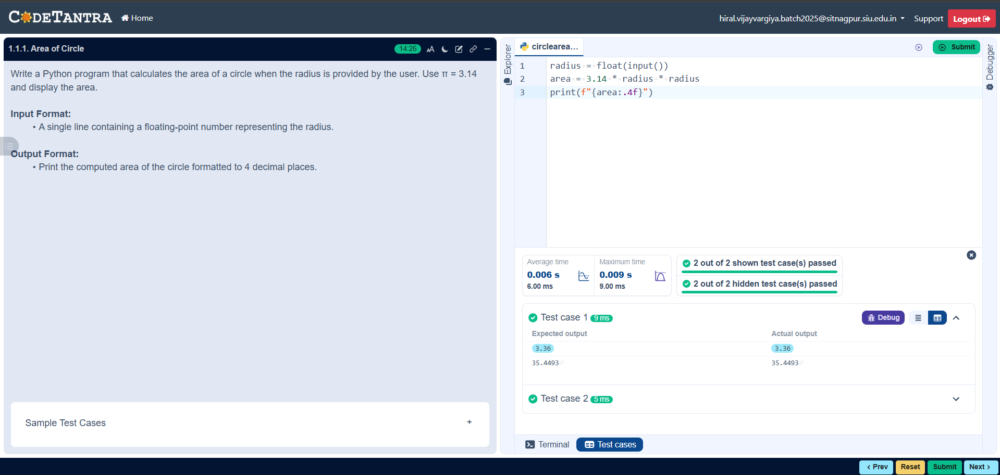 CODETANTRA
Home
hiral.vijayvargiya.batch2025@sitnagpur.siu.edu.in
Support
Logout
1.1.1. Area of Circle
14:26
Write a Python program that calculates the area of a circle when the radius is provided by the user. Use π = 3.14
and display the area.
Input Format:
• A single line containing a floating-point number representing the radius.
Output Format:
• Print the computed area of the circle formatted to 4 decimal places.
Sample Test Cases
+
Explorer
circlearea...
Submit
Debugger
1 radius = float(input())
2 area = 3.14 * radius * radius
3 print(f"{area:.4f}")
Average time
0.006 s
6.00 ms
Maximum time
0.009 s
9.00 ms
2 out of 2 shown test case(s) passed
2 out of 2 hidden test case(s) passed
Test case 1 9 ms
Debug
Expected output Actual output
3.36 3.36
35.4493 35.4493
Test case 2 5 ms
Terminal
Test cases
< Prev
Reset
Submit
Next >